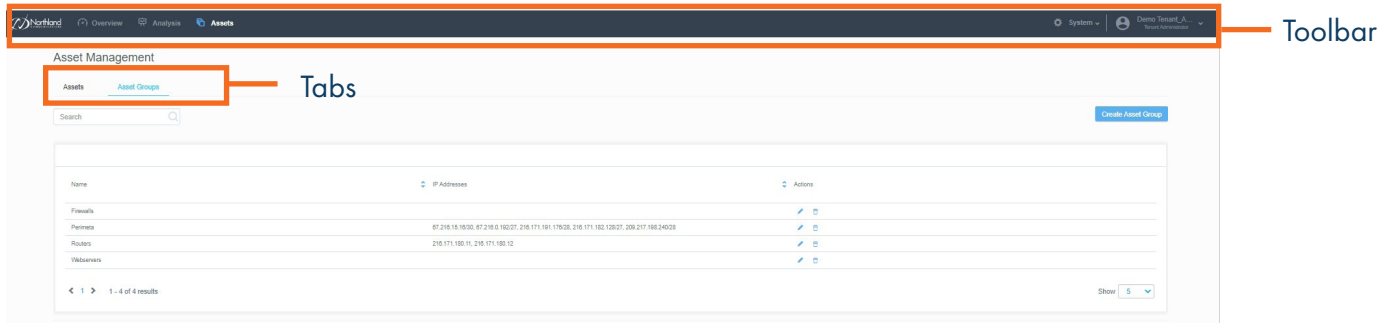 Northland Overview Analysis Assets System Demo Tenant_A...
Tenant Administrator
Toolbar
Asset Management
Assets Asset Groups
Tabs
Search
Create Asset Group
Name IP Addresses Actions
Firewalls
Perimeta 67.216.15.16/30, 67.216.0.192/27, 216.171.191.176/28, 216.171.182.128/27, 209.217.198.240/28
Routers 216.171.180.11, 216.171.180.12
Webservers
1 1 - 4 of 4 results Show 5